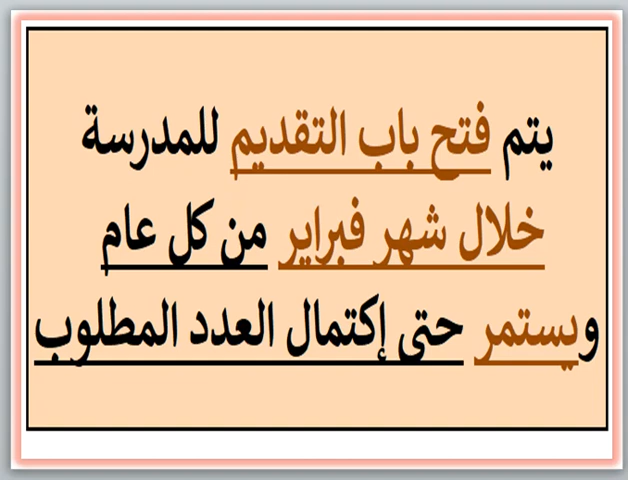 يتم فتح باب التقديم للمدرسة
خلال شهر فبراير من كل عام
ويستمر حتى إكتمال العدد المطلوب